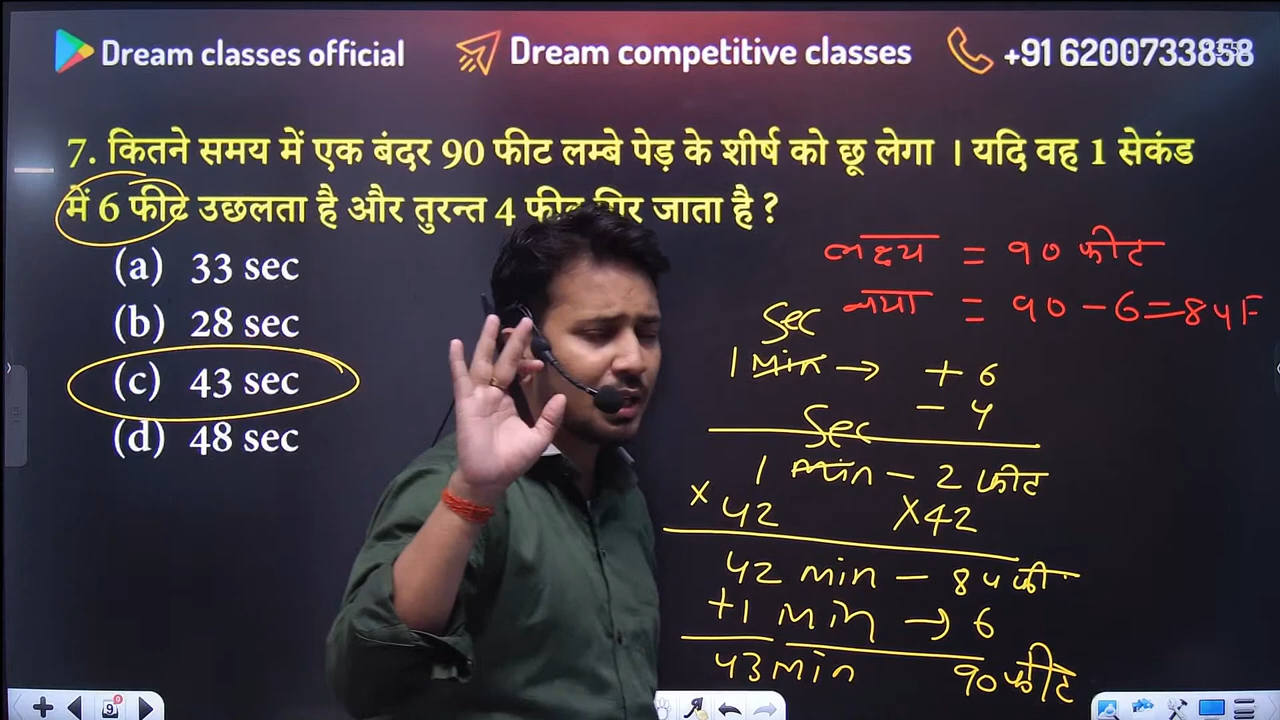 Dream classes official Dream competitive classes +91 6200733858
7. कितने समय में एक बंदर 90 फीट लम्बे पेड़ के शीर्ष को छू लेगा । यदि वह 1 सेकंड
में 6 फीट उछलता है और तुरन्त 4 फीट गिर जाता है ?
(a) 33 sec
(b) 28 sec
(c) 43 sec
(d) 48 sec
लक्ष्य = 90 फीट
नया = 90 - 6 = 84 F
Sec
1 Min → + 6
- 4
Sec
1 min - 2 फीट
× 42 × 42
42 min - 84 फी
+1 min → 6
43 min 90 फीट
9